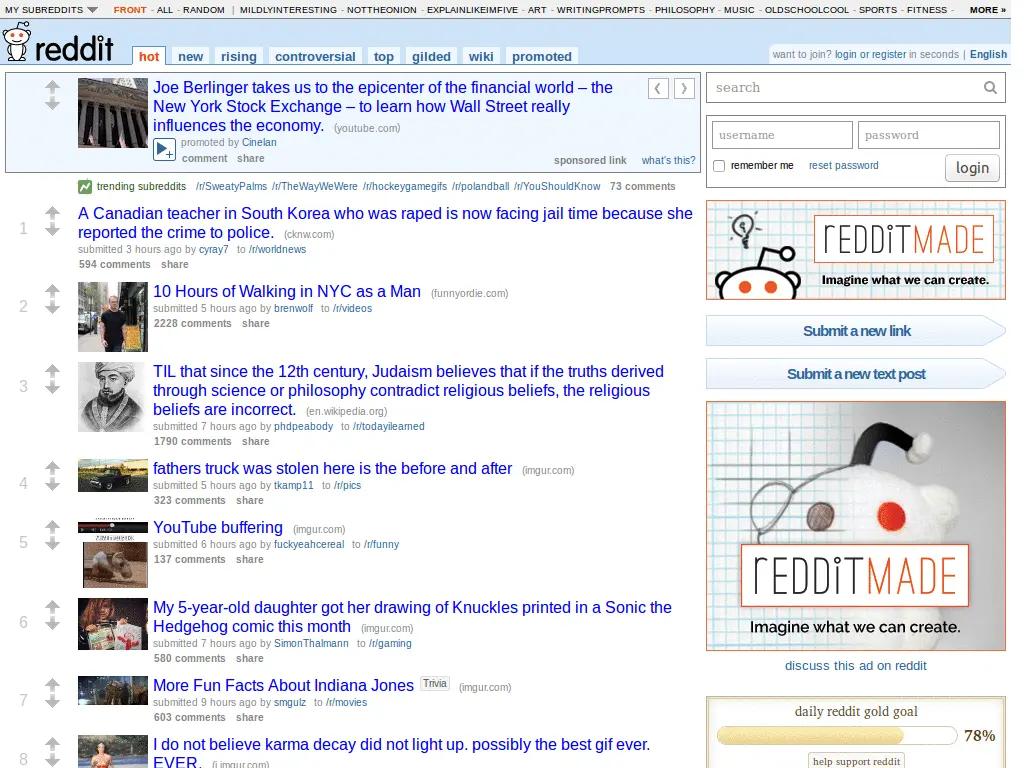 MY SUBREDDITS FRONT - ALL - RANDOM | MILDLYINTERESTING - NOTTHEONION - EXPLAINLIKEIMFIVE - ART - WRITINGPROMPTS - PHILOSOPHY - MUSIC - OLDSCHOOLCOOL - SPORTS - FITNESS - MORE »
reddit hot new rising controversial top gilded wiki promoted
want to join? login or register in seconds | English
Joe Berlinger takes us to the epicenter of the financial world – the
New York Stock Exchange – to learn how Wall Street really
influences the economy. (youtube.com)
promoted by Cinelan
comment share
sponsored link what's this?
trending subreddits /r/SweatyPalms /r/TheWayWeWere /r/hockeygamegifs /r/polandball /r/YouShouldKnow 73 comments
1
A Canadian teacher in South Korea who was raped is now facing jail time because she
reported the crime to police. (cknw.com)
submitted 3 hours ago by cyray7 to /r/worldnews
594 comments share
2
10 Hours of Walking in NYC as a Man (funnyordie.com)
submitted 5 hours ago by brenwolf to /r/videos
2228 comments share
3
TIL that since the 12th century, Judaism believes that if the truths derived
through science or philosophy contradict religious beliefs, the religious
beliefs are incorrect. (en.wikipedia.org)
submitted 7 hours ago by phdpeabody to /r/todayilearned
1790 comments share
4
fathers truck was stolen here is the before and after (imgur.com)
submitted 5 hours ago by tkamp11 to /r/pics
323 comments share
5
YouTube buffering (imgur.com)
submitted 6 hours ago by fuckyeahcereal to /r/funny
137 comments share
6
My 5-year-old daughter got her drawing of Knuckles printed in a Sonic the
Hedgehog comic this month (imgur.com)
submitted 7 hours ago by SimonThalmann to /r/gaming
580 comments share
7
More Fun Facts About Indiana Jones Trivia (imgur.com)
submitted 9 hours ago by smgulz to /r/movies
603 comments share
8
I do not believe karma decay did not light up. possibly the best gif ever.
EVER. (i.imgur.com)
search
username password
remember me reset password login
REDDiTMADE
Imagine what we can create.
Submit a new link
Submit a new text post
REDDiTMADE
Imagine what we can create.
discuss this ad on reddit
daily reddit gold goal
78%
help support reddit